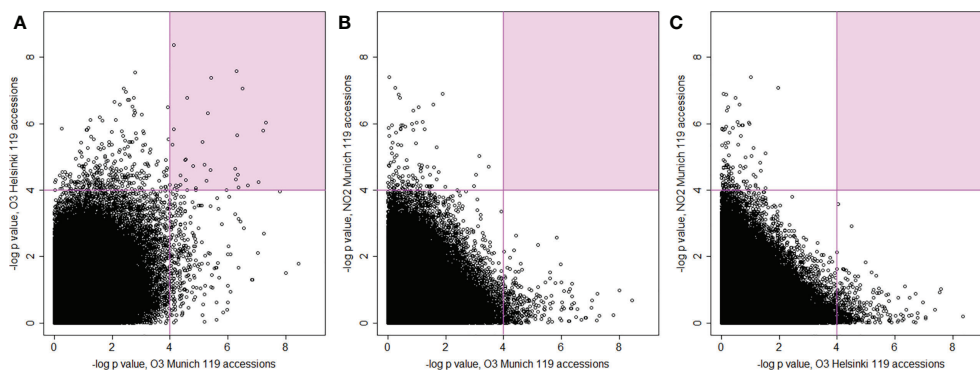 A
-log p value, O3 Helsinki 119 accessions
8
6
4
2
0
0 2 4 6 8
-log p value, O3 Munich 119 accessions
B
-log p value, NO2 Munich 119 accessions
8
6
4
2
0
0 2 4 6 8
-log p value, O3 Munich 119 accessions
C
-log p value, NO2 Munich 119 accessions
8
6
4
2
0
0 2 4 6 8
-log p value, O3 Helsinki 119 accessions